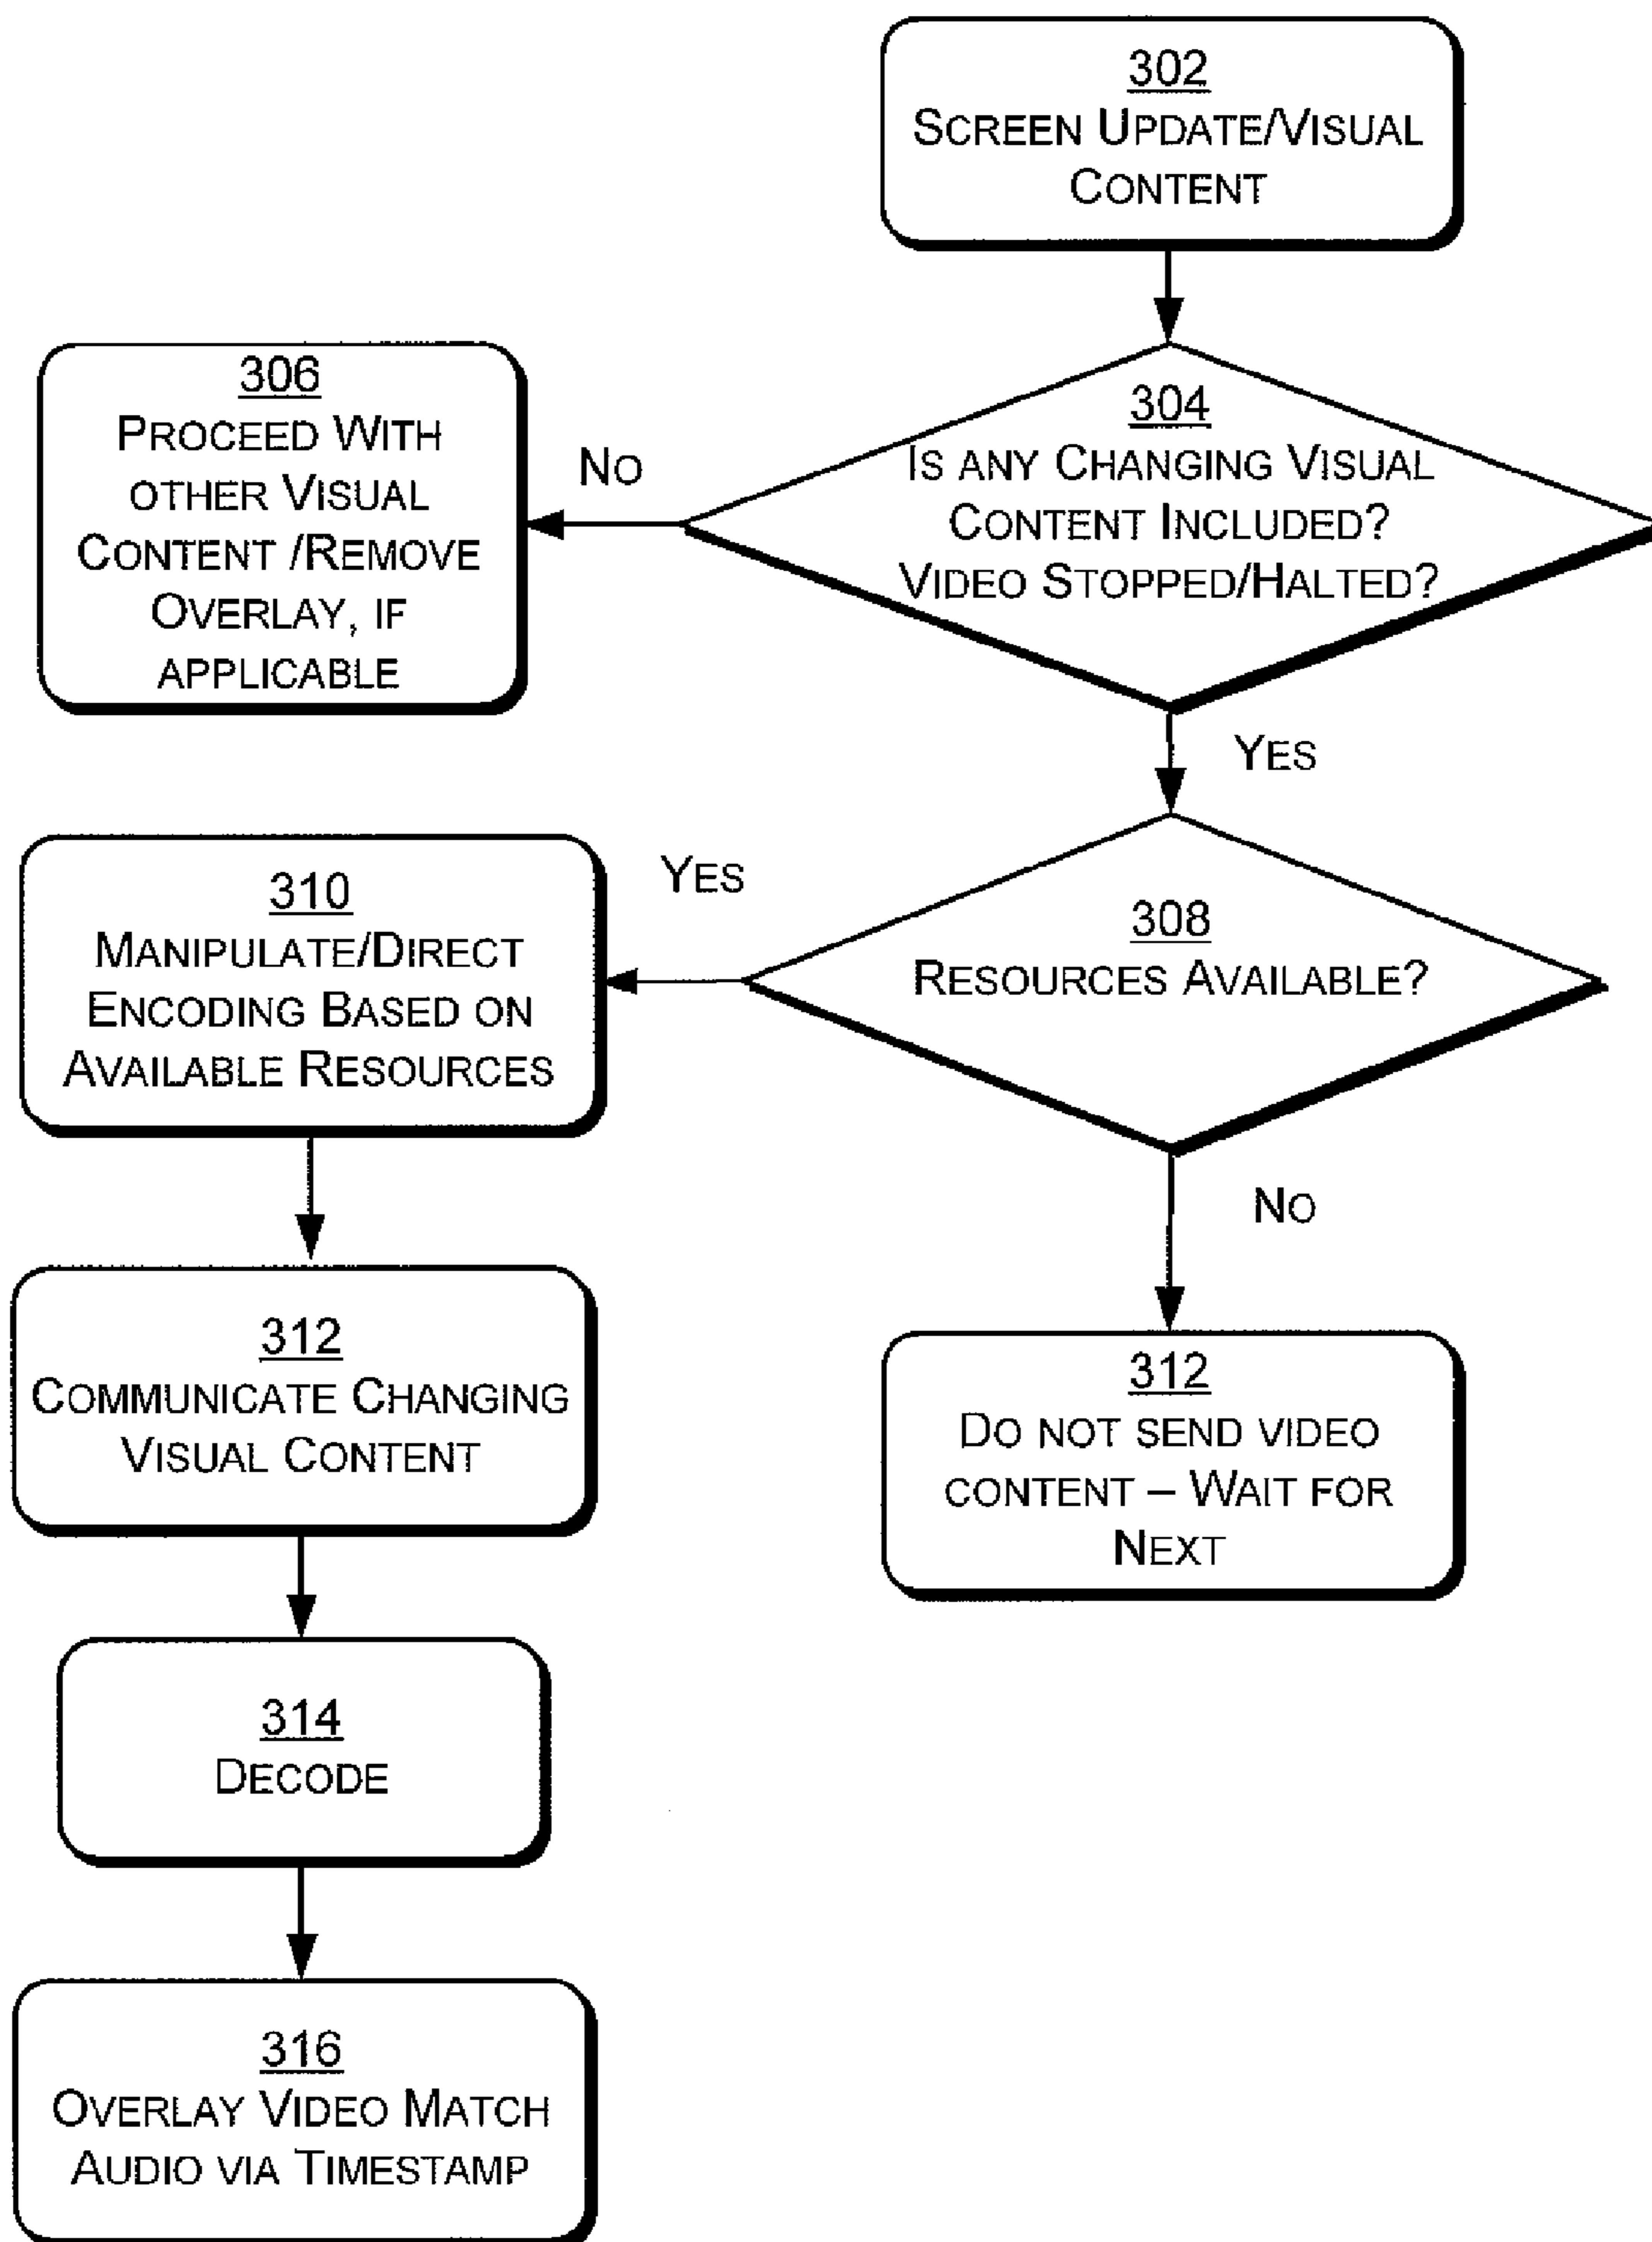 302
SCREEN UPDATE/VISUAL
CONTENT
304
IS ANY CHANGING VISUAL
CONTENT INCLUDED?
VIDEO STOPPED/HALTED?
NO
306
PROCEED WITH
OTHER VISUAL
CONTENT /REMOVE
OVERLAY, IF
APPLICABLE
YES
308
RESOURCES AVAILABLE?
YES
310
MANIPULATE/DIRECT
ENCODING BASED ON
AVAILABLE RESOURCES
NO
312
DO NOT SEND VIDEO
CONTENT – WAIT FOR
NEXT
312
COMMUNICATE CHANGING
VISUAL CONTENT
314
DECODE
316
OVERLAY VIDEO MATCH
AUDIO VIA TIMESTAMP